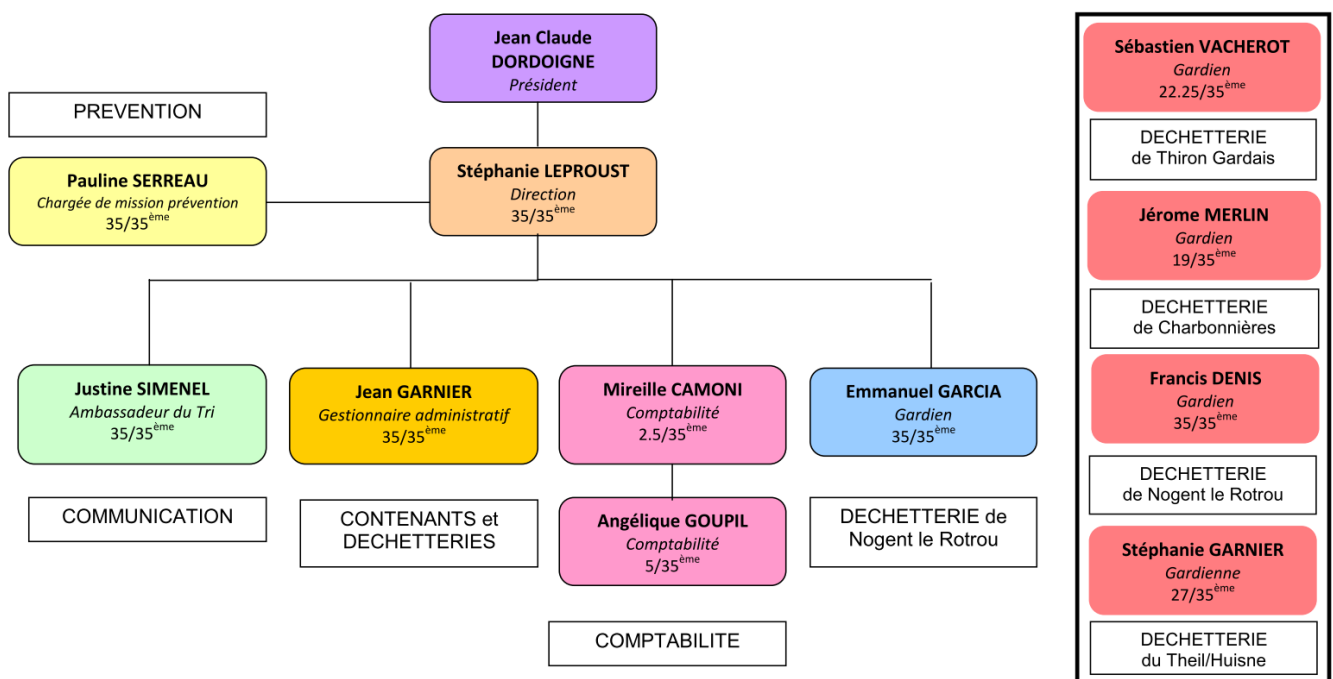 Jean Claude
DORDOIGNE
Président
PREVENTION
Pauline SERREAU
Chargée de mission prévention
35/35ème
Stéphanie LEPROUST
Direction
35/35ème
Justine SIMENEL
Ambassadeur du Tri
35/35ème
COMMUNICATION
Jean GARNIER
Gestionnaire administratif
35/35ème
CONTENANTS et
DECHETTERIES
Mireille CAMONI
Comptabilité
2.5/35ème
Angélique GOUPIL
Comptabilité
5/35ème
COMPTABILITE
Emmanuel GARCIA
Gardien
35/35ème
DECHETTERIE de
Nogent le Rotrou
Sébastien VACHEROT
Gardien
22.25/35ème
DECHETTERIE
de Thiron Gardais
Jérome MERLIN
Gardien
19/35ème
DECHETTERIE
de Charbonnières
Francis DENIS
Gardien
35/35ème
DECHETTERIE
de Nogent le Rotrou
Stéphanie GARNIER
Gardienne
27/35ème
DECHETTERIE
du Theil/Huisne